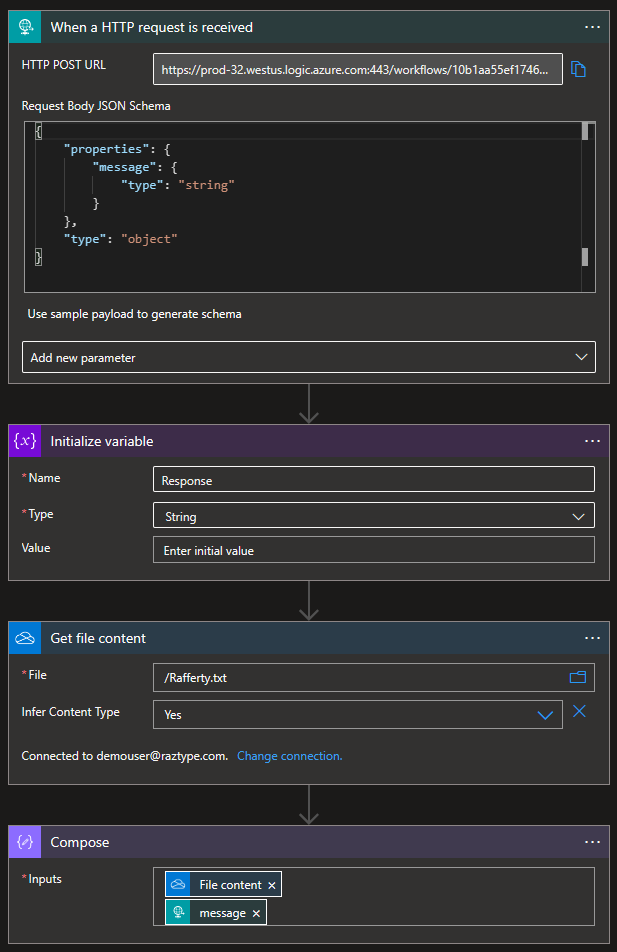 When a HTTP request is received
HTTP POST URL
https://prod-32.westus.logic.azure.com:443/workflows/10b1aa55ef1746...
Request Body JSON Schema
{
"properties": {
"message": {
"type": "string"
}
},
"type": "object"
}
Use sample payload to generate schema
Add new parameter
{x} Initialize variable
*Name
Response
*Type
String
Value
Enter initial value
Get file content
*File
/Rafferty.txt
Infer Content Type
Yes
Connected to demouser@raztype.com. Change connection.
Compose
*Inputs
File content ×
message ×